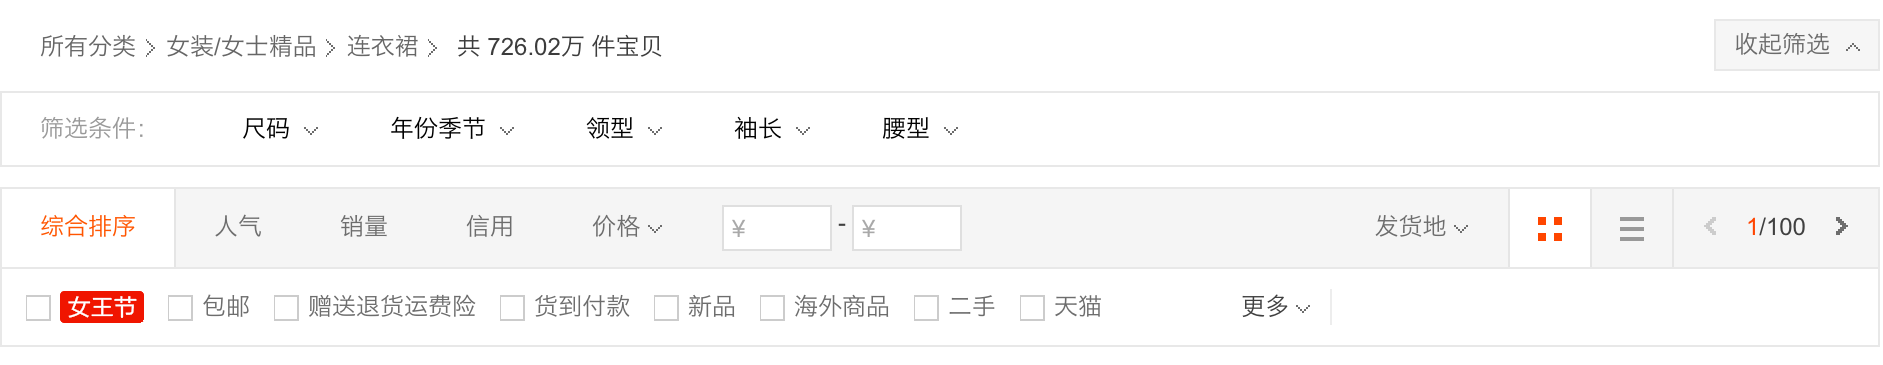 所有分类 > 女装/女士精品 > 连衣裙 > 共 726.02万 件宝贝 收起筛选
筛选条件: 尺码 年份季节 领型 袖长 腰型
综合排序 人气 销量 信用 价格 ¥ - ¥ 发货地 < 1/100 >
女王节 包邮 赠送退货运费险 货到付款 新品 海外商品 二手 天猫 更多